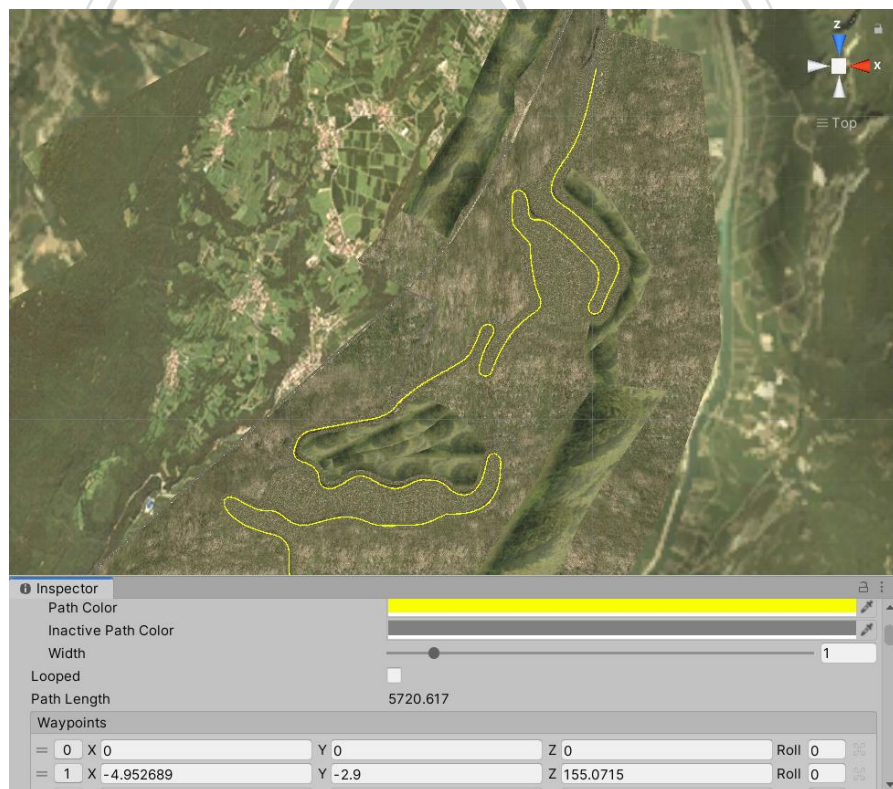 z
x
Top
Inspector
Path Color
Inactive Path Color
Width 1
Looped
Path Length 5720.617
Waypoints
0 X 0 Y 0 Z 0 Roll 0
1 X -4.952689 Y -2.9 Z 155.0715 Roll 0